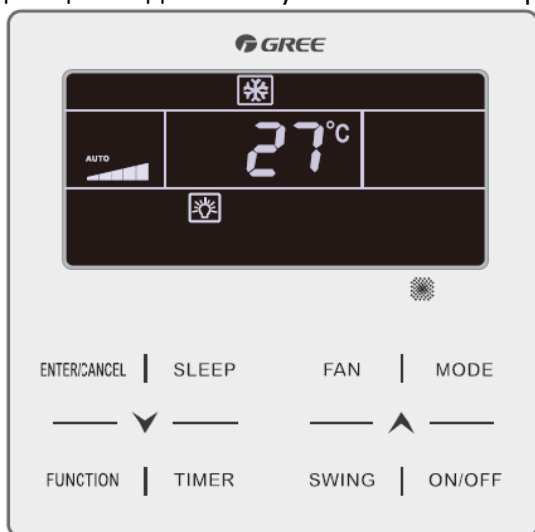 GREE
27°C
AUTO
ENTER/CANCEL SLEEP FAN MODE
FUNCTION TIMER SWING ON/OFF